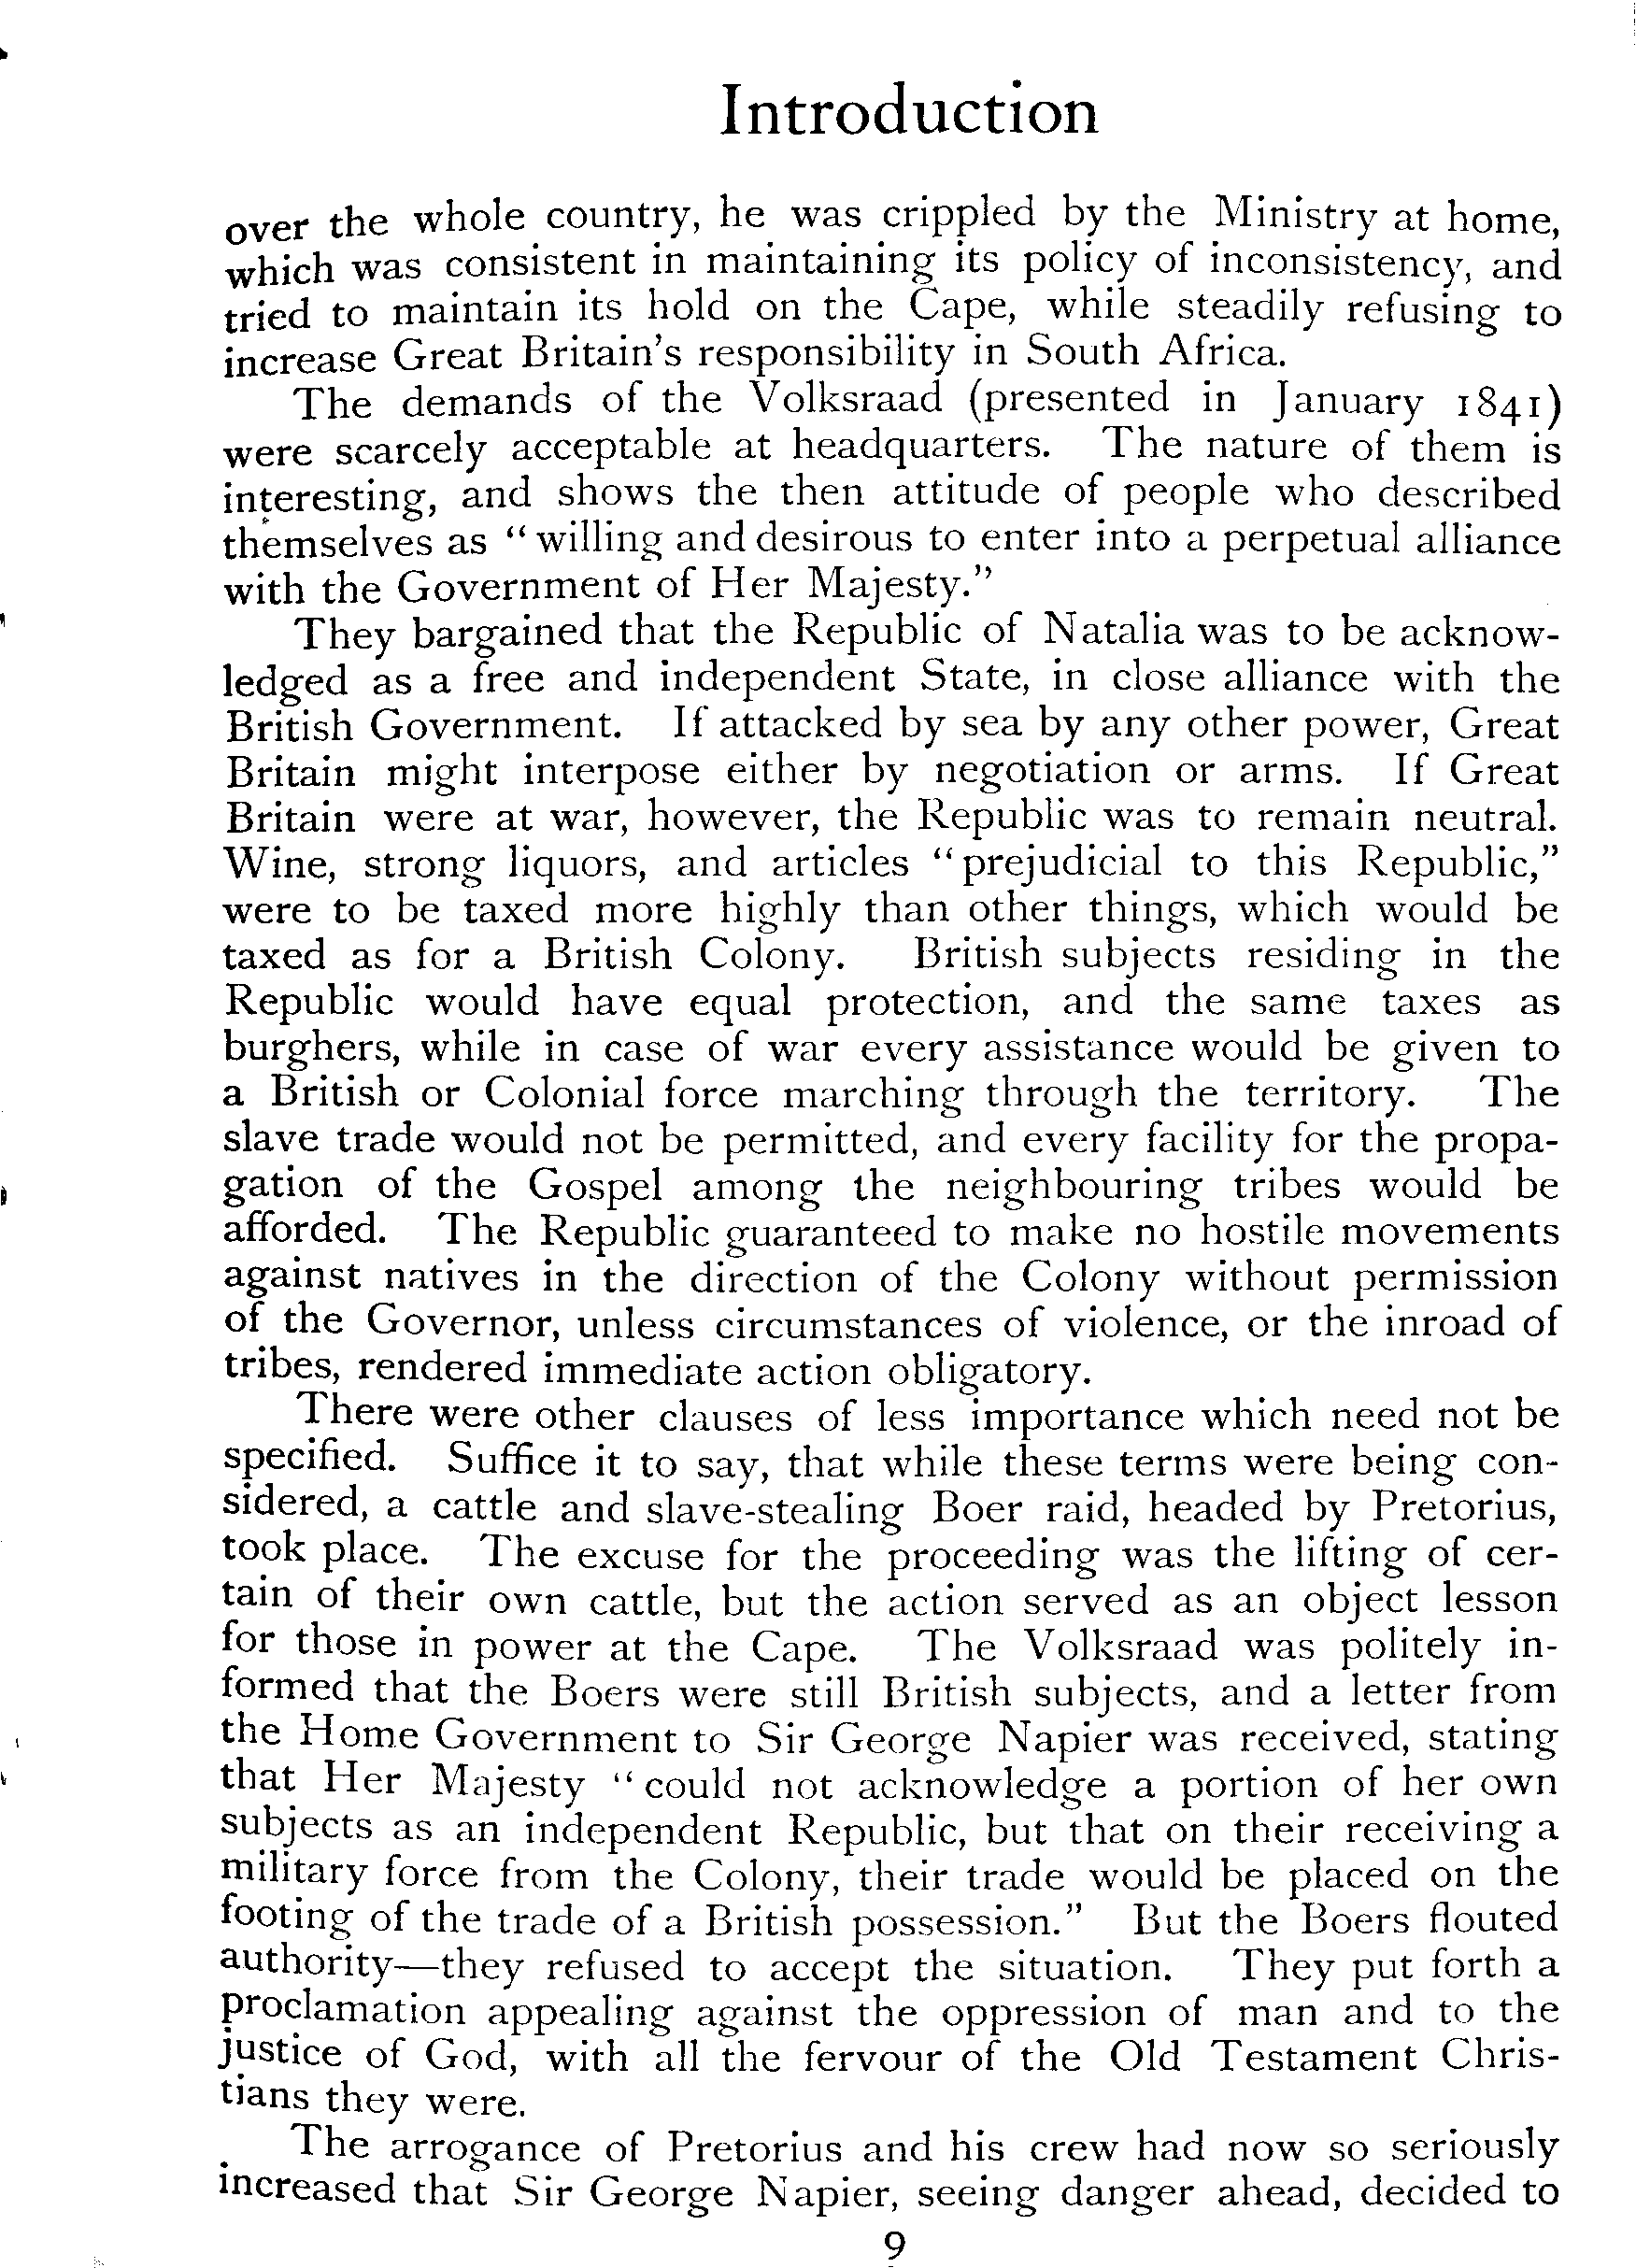 Introduction
over the whole country, he was crippled by the Ministry at home,
which was consistent in maintaining its policy of inconsistency, and
tried to maintain its hold on the Cape, while steadily refusing to
increase Great Britain's responsibility in South Africa.
The demands of the Volksraad (presented in January 1841)
were scarcely acceptable at headquarters. The nature of them is
interesting, and shows the then attitude of people who described
themselves as "willing and desirous to enter into a perpetual alliance
with the Government of Her Majesty."
They bargained that the Republic of Natalia was to be acknow-
ledged as a free and independent State, in close alliance with the
British Government. If attacked by sea by any other power, Great
Britain might interpose either by negotiation or arms. If Great
Britain were at war, however, the Republic was to remain neutral.
Wine, strong liquors, and articles "prejudicial to this Republic,"
were to be taxed more highly than other things, which would be
taxed as for a British Colony. British subjects residing in the
Republic would have equal protection, and the same taxes as
burghers, while in case of war every assistance would be given to
a British or Colonial force marching through the territory. The
slave trade would not be permitted, and every facility for the propa-
gation of the Gospel among the neighbouring tribes would be
afforded. The Republic guaranteed to make no hostile movements
against natives in the direction of the Colony without permission
of the Governor, unless circumstances of violence, or the inroad of
tribes, rendered immediate action obligatory.
There were other clauses of less importance which need not be
specified. Suffice it to say, that while these terms were being con-
sidered, a cattle and slave-stealing Boer raid, headed by Pretorius,
took place. The excuse for the proceeding was the lifting of cer-
tain of their own cattle, but the action served as an object lesson
for those in power at the Cape. The Volksraad was politely in-
formed that the Boers were still British subjects, and a letter from
the Home Government to Sir George Napier was received, stating
that Her Majesty "could not acknowledge a portion of her own
subjects as an independent Republic, but that on their receiving a
military force from the Colony, their trade would be placed on the
footing of the trade of a British possession." But the Boers flouted
authority—they refused to accept the situation. They put forth a
proclamation appealing against the oppression of man and to the
justice of God, with all the fervour of the Old Testament Chris-
tians they were.
The arrogance of Pretorius and his crew had now so seriously
increased that Sir George Napier, seeing danger ahead, decided to
9